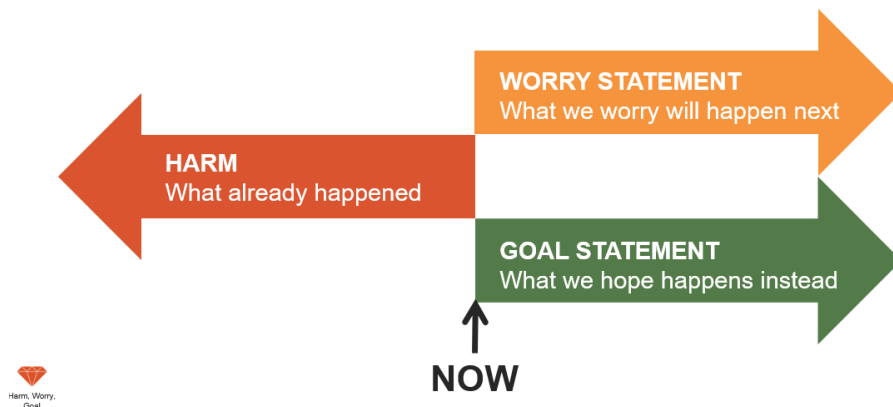 WORRY STATEMENT
What we worry will happen next
HARM
What already happened
GOAL STATEMENT
What we hope happens instead
NOW
Harm, Worry,
Goal